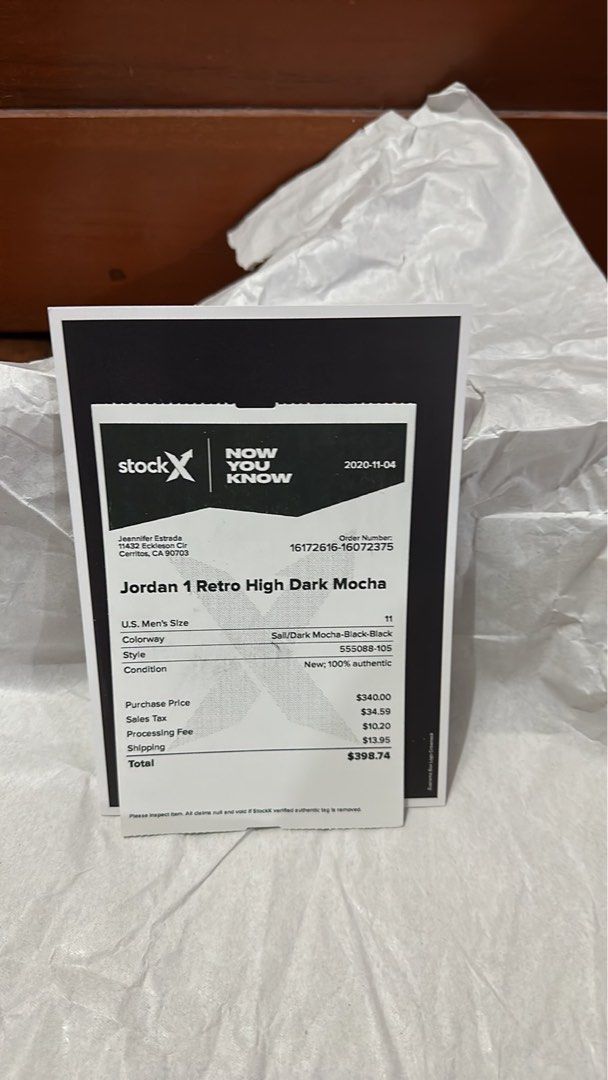 stockX
NOW
YOU
KNOW
2020-11-04
Jeannifer Estrada
11432 Eckleson Cir
Cerritos, CA 90703
Order Number:
16172616-16072375
Jordan 1 Retro High Dark Mocha
U.S. Men's Size 11
Colorway Sail/Dark Mocha-Black-Black
Style 555088-105
Condition New; 100% authentic
Purchase Price $340.00
Sales Tax $34.59
Processing Fee $10.20
Shipping $13.95
Total $398.74
Please inspect item. All claims null and void if StockX verified authentic tag is removed.